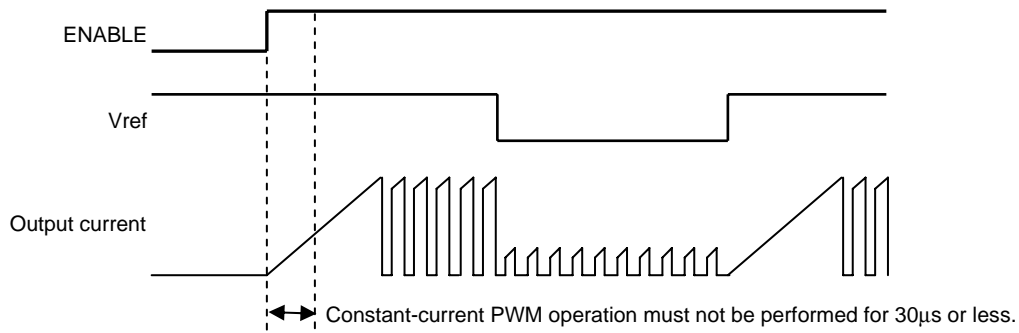 ENABLE
Vref
Output current
Constant-current PWM operation must not be performed for 30μs or less.